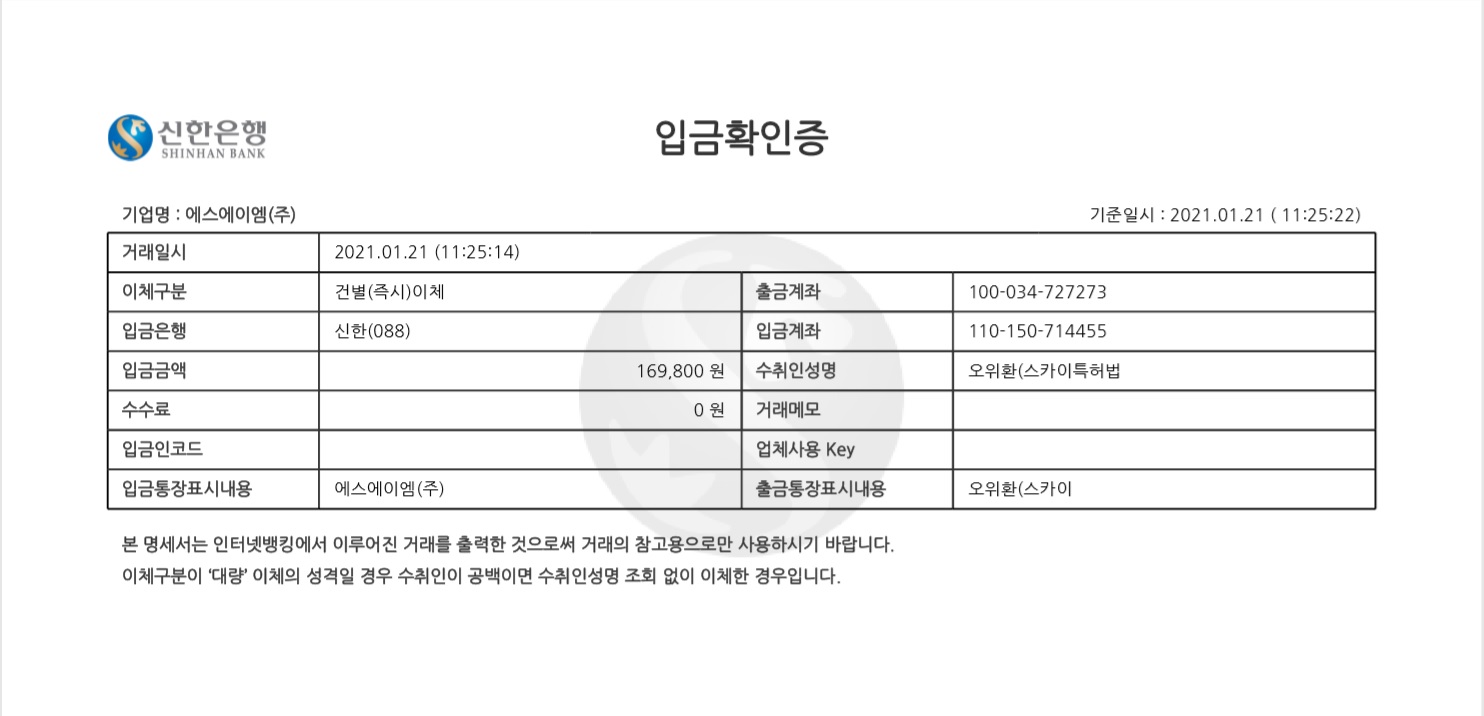 신한은행
SHINHAN BANK
입금확인증
기업명 : 에스에이엠(주) 기준일시 : 2021.01.21 ( 11:25:22)
거래일시 2021.01.21 (11:25:14)
이체구분 건별(즉시)이체 출금계좌 100-034-727273
입금은행 신한(088) 입금계좌 110-150-714455
입금금액 169,800 원 수취인성명 오위환(스카이특허법
수수료 0 원 거래메모
입금인코드 업체사용 Key
입금통장표시내용 에스에이엠(주) 출금통장표시내용 오위환(스카이
본 명세서는 인터넷뱅킹에서 이루어진 거래를 출력한 것으로써 거래의 참고용으로만 사용하시기 바랍니다.
이체구분이 '대량' 이체의 성격일 경우 수취인이 공백이면 수취인성명 조회 없이 이체한 경우입니다.